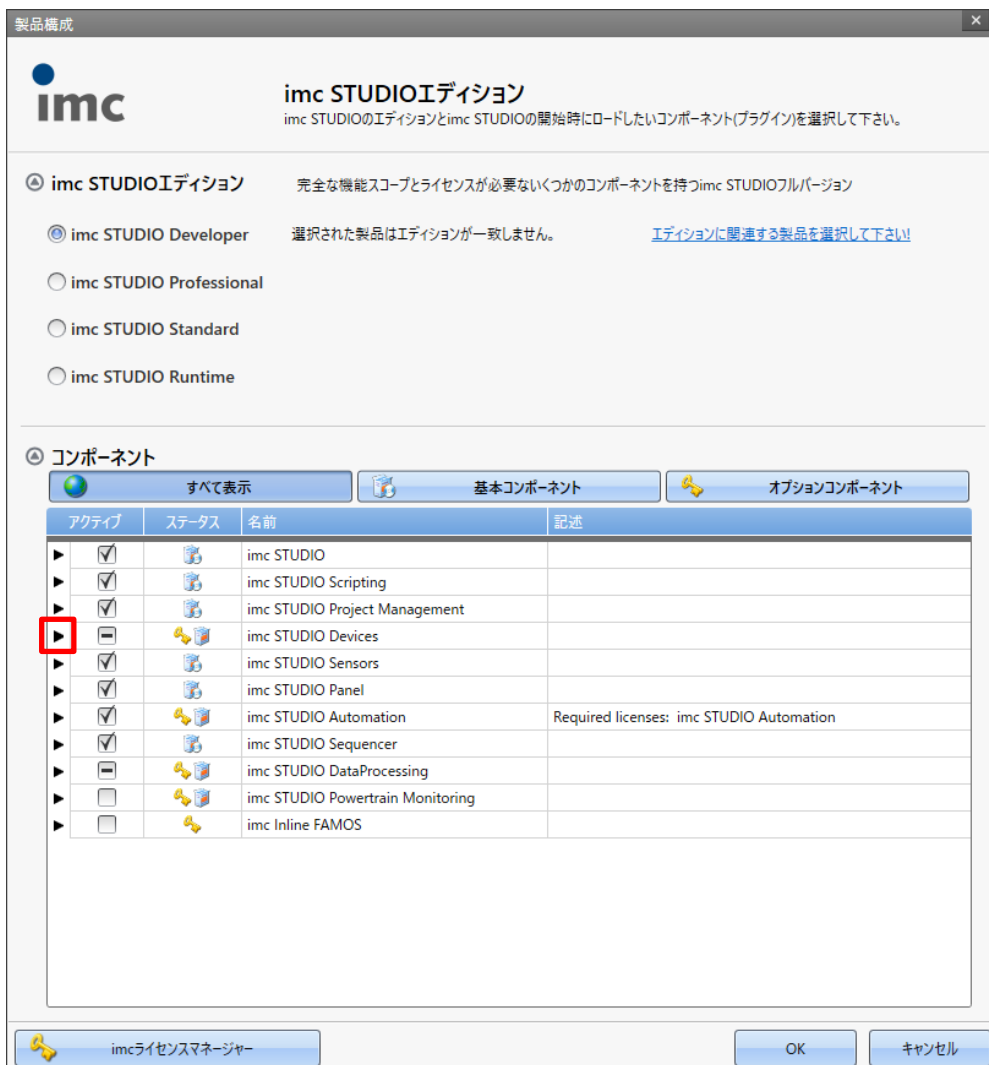 製品構成
imc
imc STUDIOエディション
imc STUDIOのエディションとimc STUDIOの開始時にロードしたいコンポーネント(プラグイン)を選択して下さい。
imc STUDIOエディション 完全な機能スコープとライセンスが必要ないくつかのコンポーネントを持つimc STUDIOフルバージョン
imc STUDIO Developer 選択された製品はエディションが一致しません。 エディションに関連する製品を選択して下さい!
imc STUDIO Professional
imc STUDIO Standard
imc STUDIO Runtime
コンポーネント
すべて表示 基本コンポーネント オプションコンポーネント
アクティブ ステータス 名前 記述
imc STUDIO
imc STUDIO Scripting
imc STUDIO Project Management
imc STUDIO Devices
imc STUDIO Sensors
imc STUDIO Panel
imc STUDIO Automation Required licenses: imc STUDIO Automation
imc STUDIO Sequencer
imc STUDIO DataProcessing
imc STUDIO Powertrain Monitoring
imc Inline FAMOS
imcライセンスマネージャー OK キャンセル